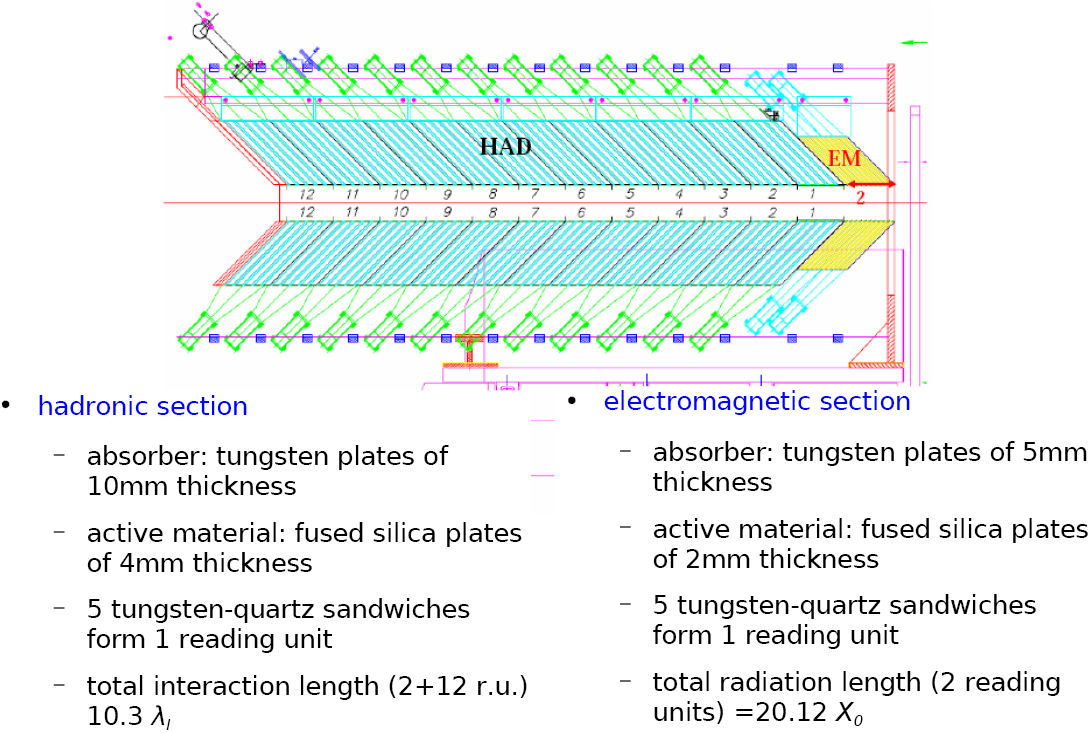 HAD
EM
12 11 10 9 8 7 6 5 4 3 2 1
2
12 11 10 9 8 7 6 5 4 3 2 1
• hadronic section
– absorber: tungsten plates of
10mm thickness
– active material: fused silica plates
of 4mm thickness
– 5 tungsten-quartz sandwiches
form 1 reading unit
– total interaction length (2+12 r.u.)
10.3 λI
• electromagnetic section
– absorber: tungsten plates of 5mm
thickness
– active material: fused silica plates
of 2mm thickness
– 5 tungsten-quartz sandwiches
form 1 reading unit
– total radiation length (2 reading
units) =20.12 X0